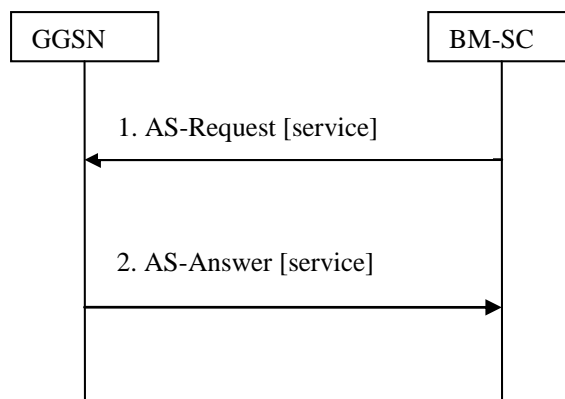 GGSN
BM-SC
1. AS-Request [service]
2. AS-Answer [service]